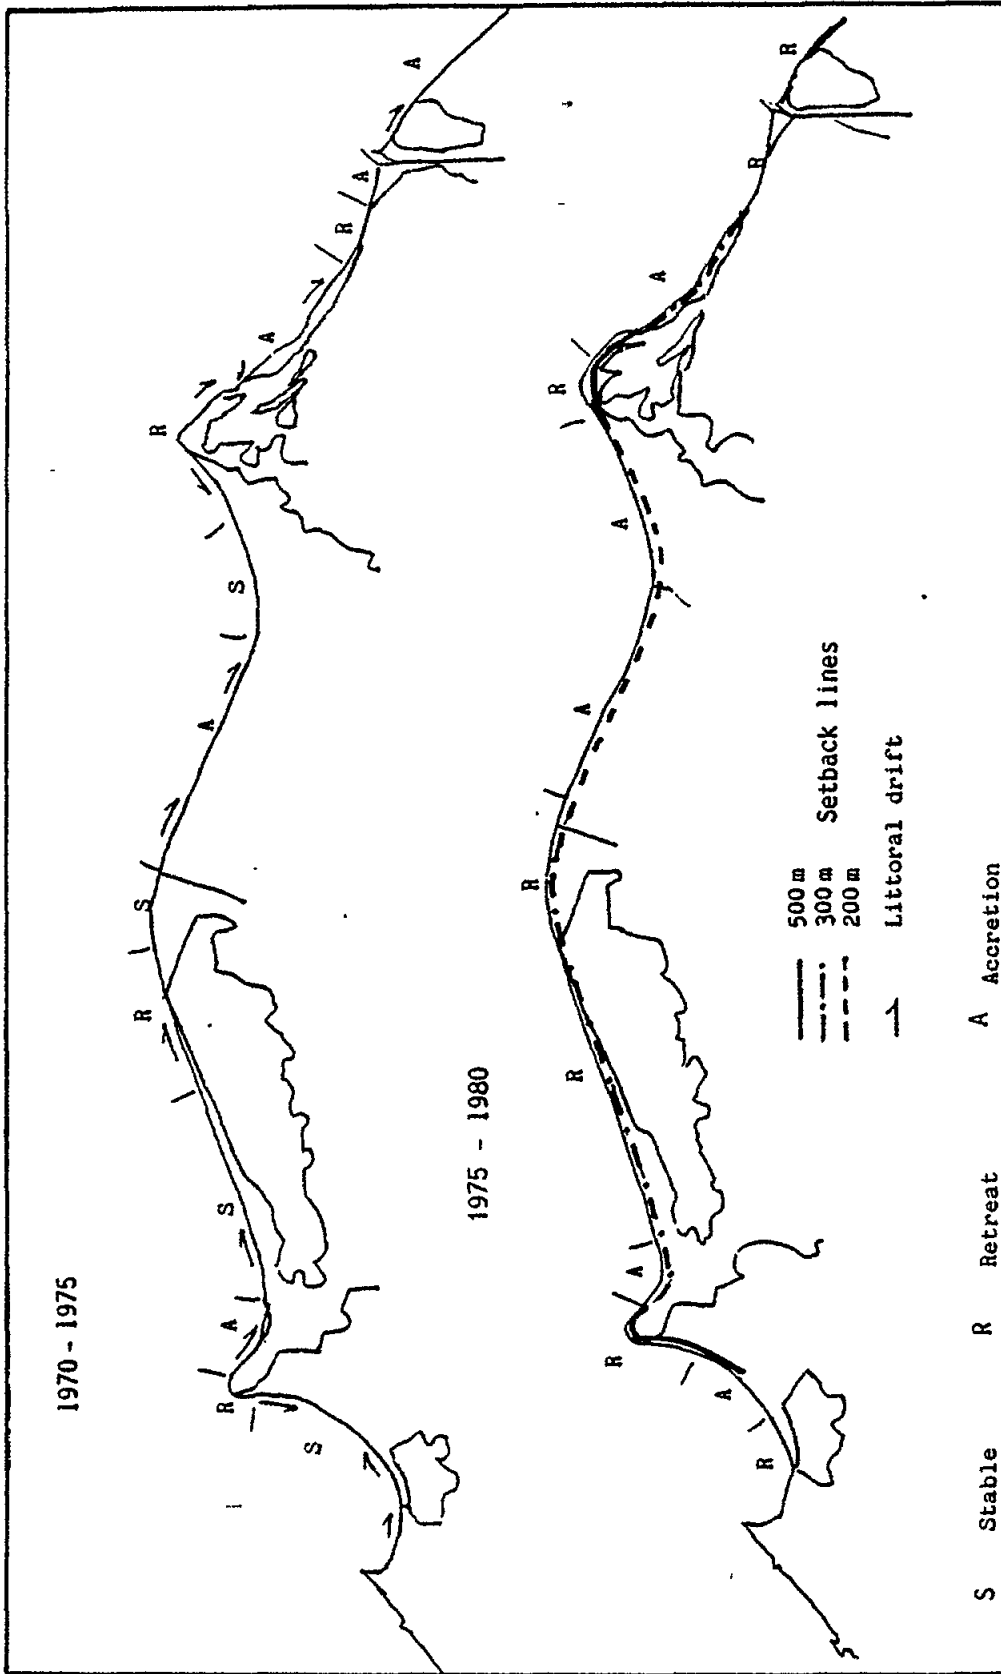 1970-1975
S
R
A
S
R
S
A
S
R
A
R
A
A
1975 - 1980
R
A
R
A
R
R
A
A
R
A
R
R
500 m
300 m Setback lines
200 m
Littoral drift
S Stable R Retreat A Accretion